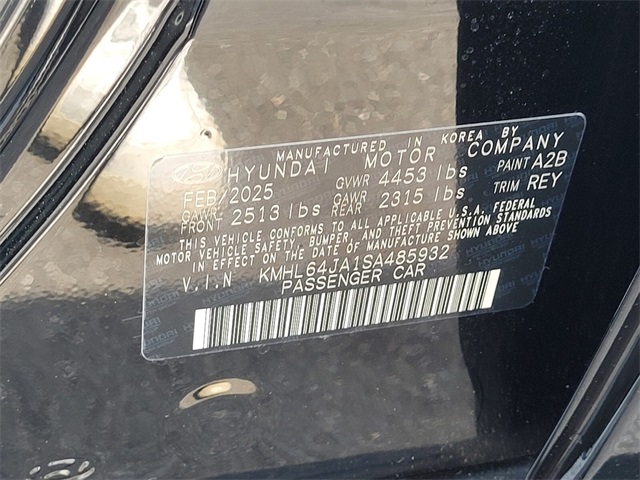 MANUFACTURED IN KOREA BY
HYUNDAI MOTOR COMPANY
FEB/2025 GVWR 4453 lbs PAINT A2B
GAWR FRONT 2513 lbs GAWR REAR 2315 lbs TRIM REY
THIS VEHICLE CONFORMS TO ALL APPLICABLE U.S.A. FEDERAL
MOTOR VEHICLE SAFETY, BUMPER, AND THEFT PREVENTION STANDARDS
IN EFFECT ON THE DATE OF MANUFACTURE SHOWN ABOVE
V.I.N KMHL64JA1SA485932
PASSENGER CAR